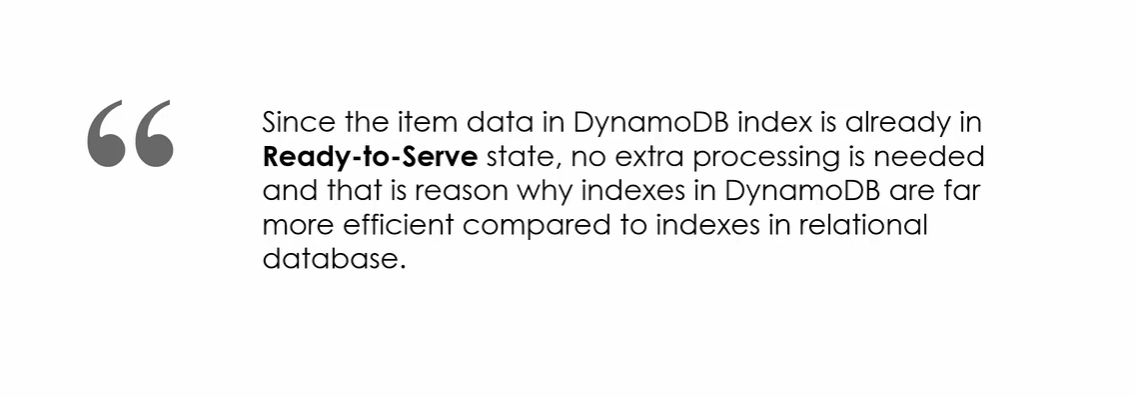 “
Since the item data in DynamoDB index is already in
Ready-to-Serve state, no extra processing is needed
and that is reason why indexes in DynamoDB are far
more efficient compared to indexes in relational
database.